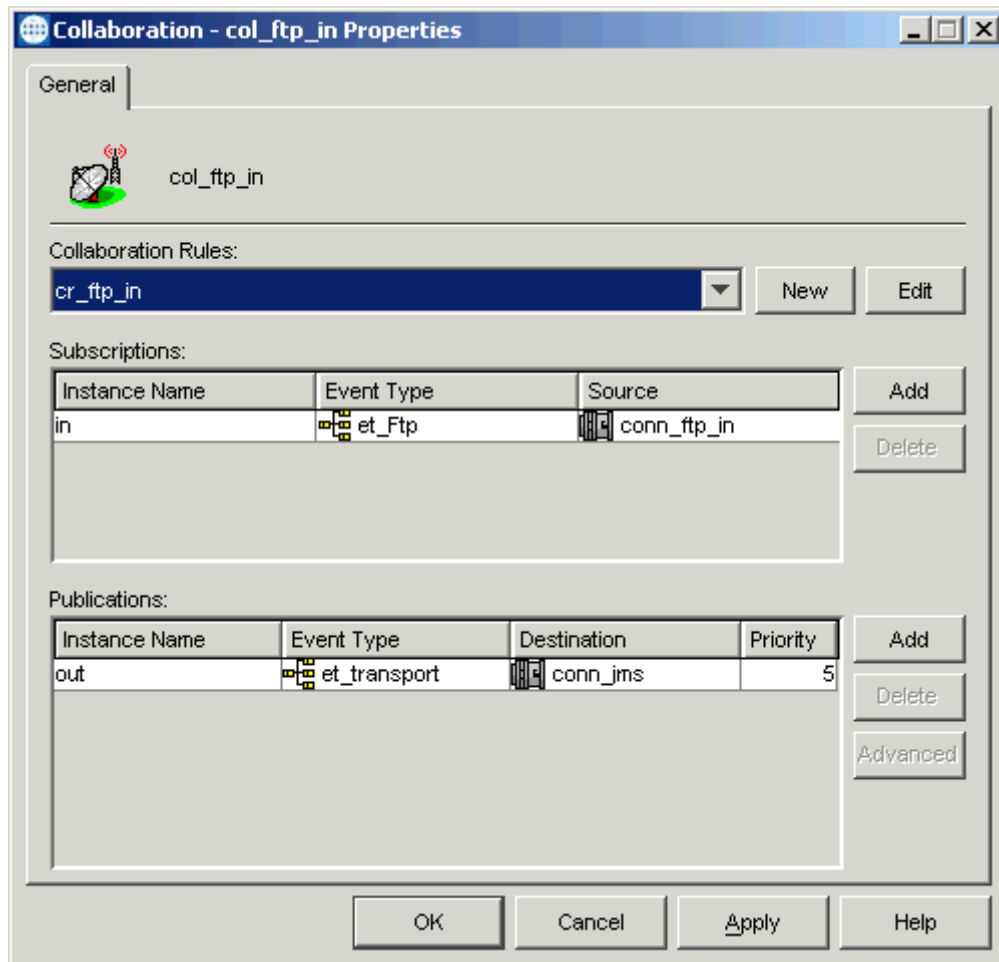 Collaboration - col_ftp_in Properties
General
col_ftp_in
Collaboration Rules:
cr_ftp_in
New
Edit
Subscriptions:
Instance Name Event Type Source
Add
in et_Ftp conn_ftp_in
Delete
Publications:
Instance Name Event Type Destination Priority
Add
out et_transport conn_jms 5
Delete
Advanced
OK Cancel Apply Help